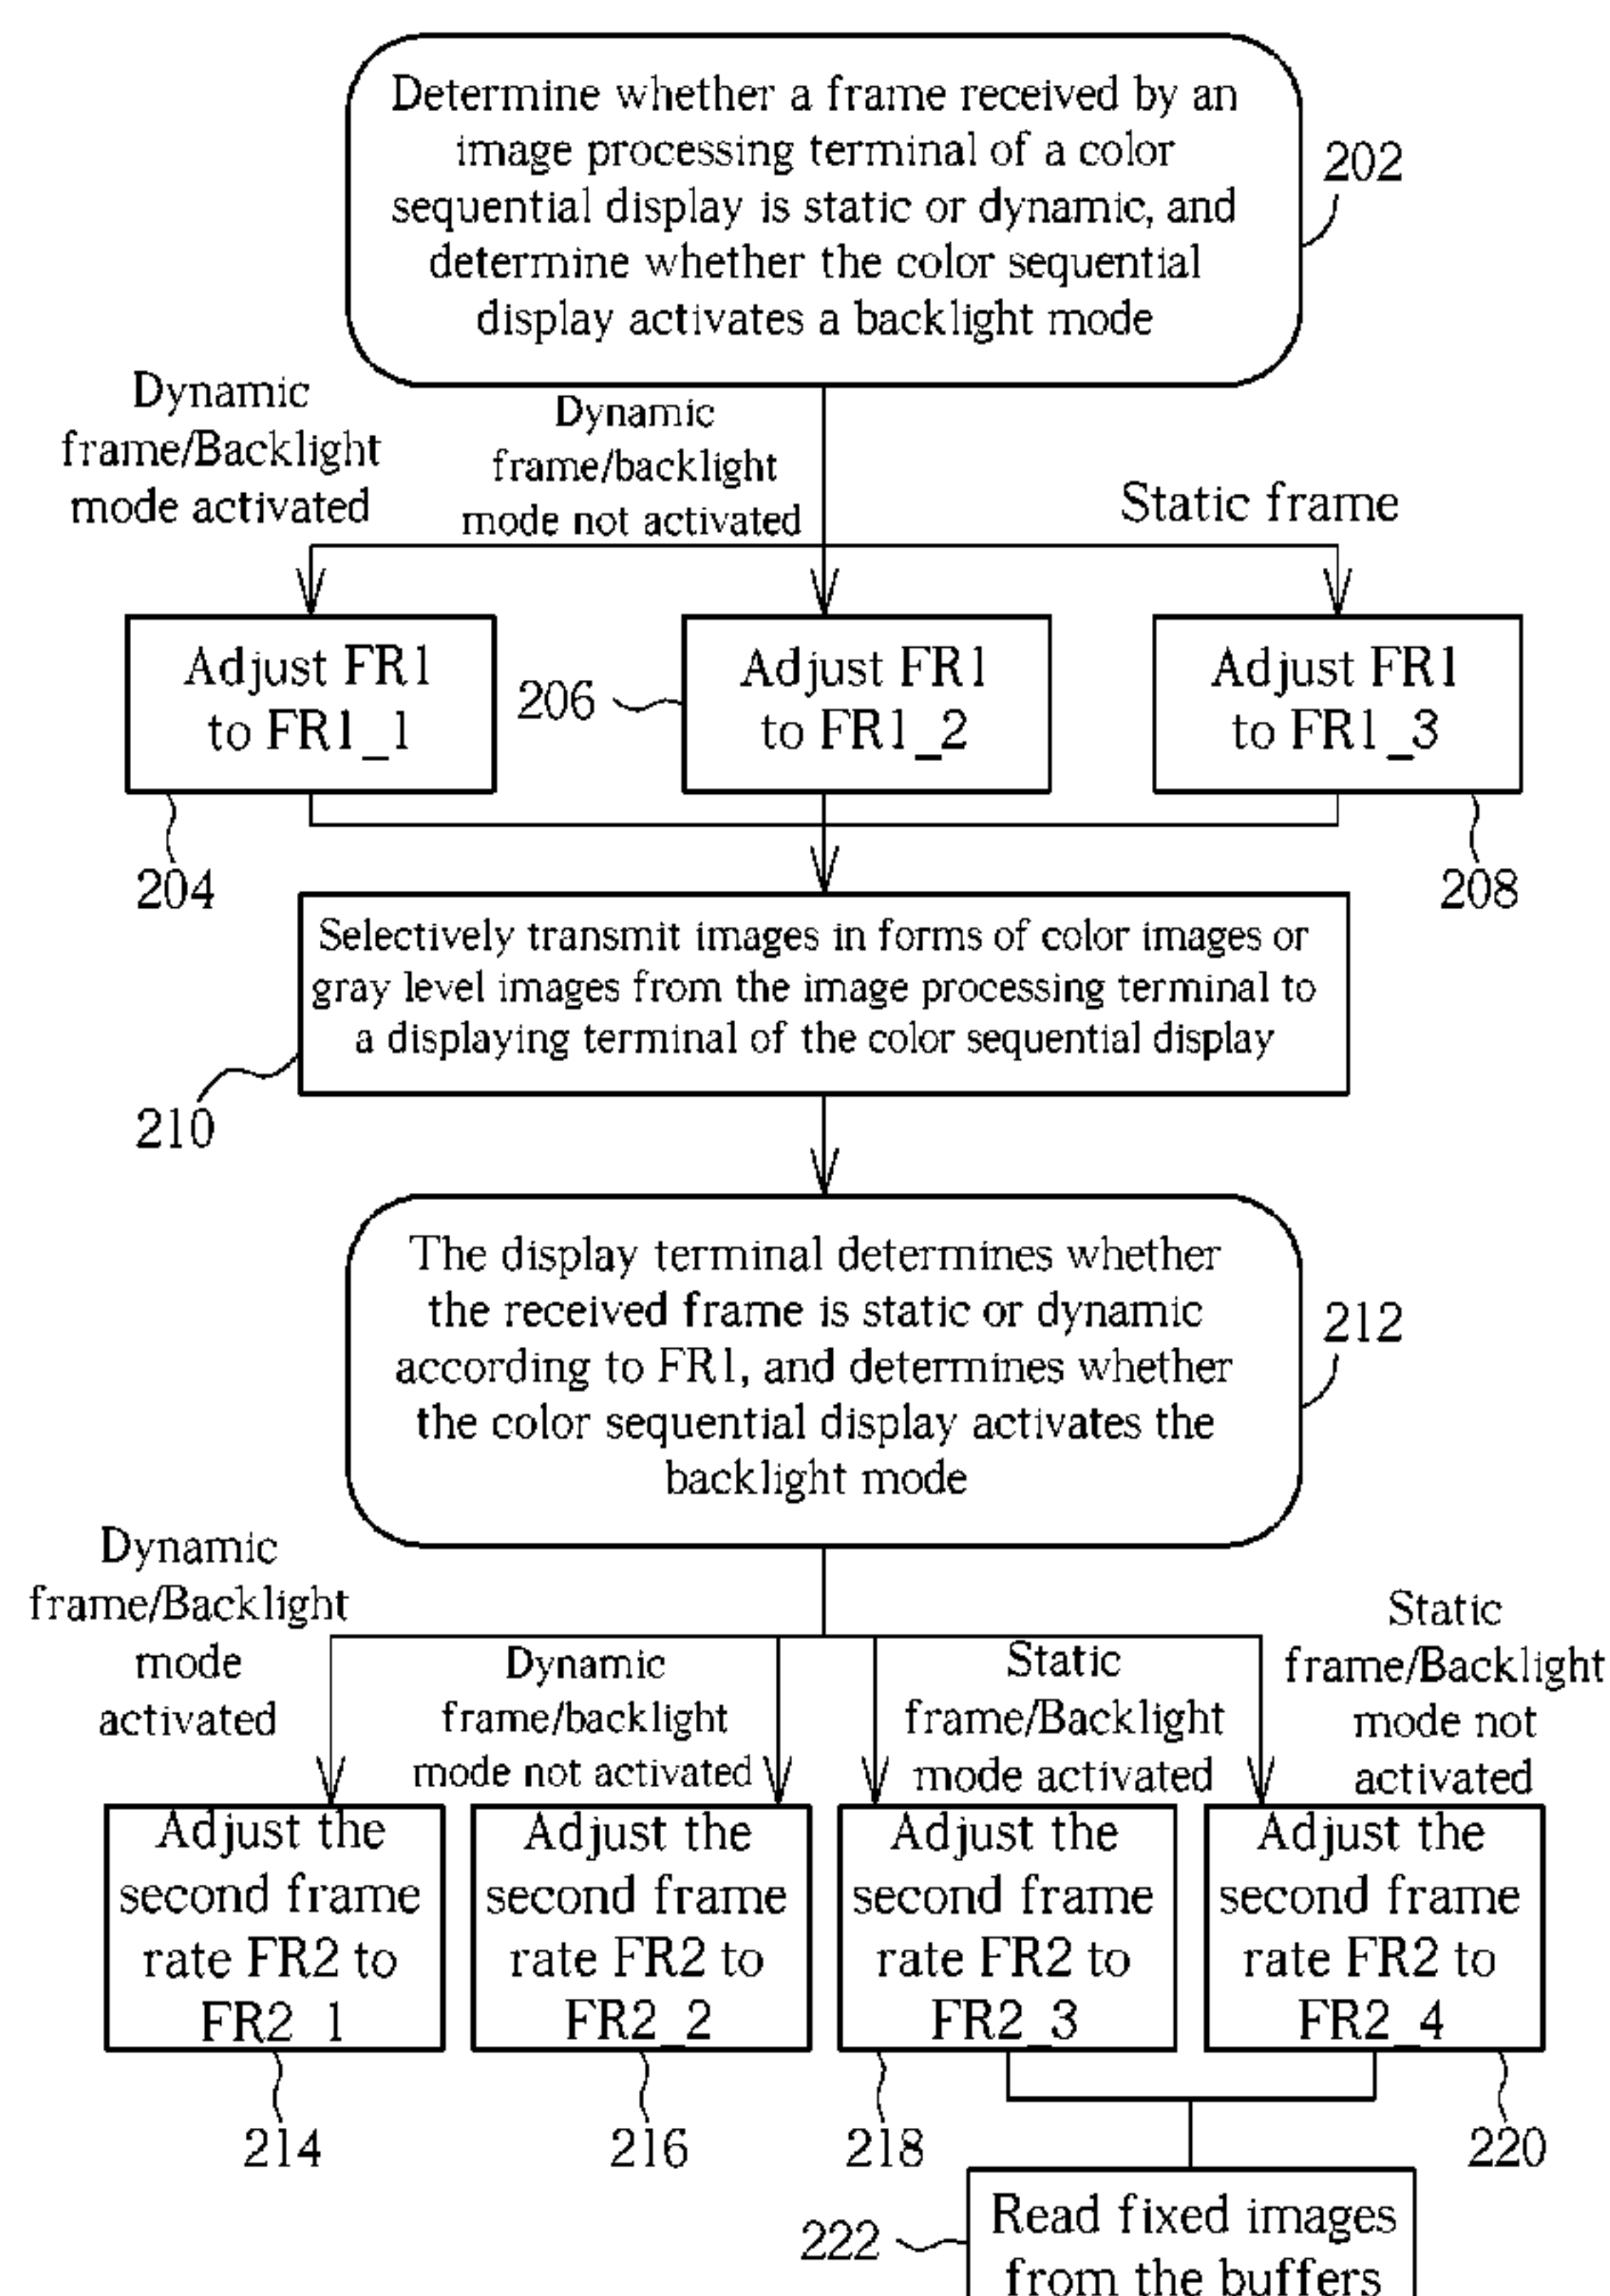 Determine whether a frame received by an
image processing terminal of a color
sequential display is static or dynamic, and
determine whether the color sequential
display activates a backlight mode
202
Dynamic
frame/Backlight
mode activated
Dynamic
frame/backlight
mode not activated
Static frame
Adjust FR1
to FR1_1
204
206
Adjust FR1
to FR1_2
Adjust FR1
to FR1_3
208
Selectively transmit images in forms of color images or
gray level images from the image processing terminal to
a displaying terminal of the color sequential display
210
The display terminal determines whether
the received frame is static or dynamic
according to FR1, and determines whether
the color sequential display activates the
backlight mode
212
Dynamic
frame/Backlight
mode
activated
Dynamic
frame/backlight
mode not activated
Static
frame/Backlight
mode activated
Static
frame/Backlight
mode not
activated
Adjust the
second frame
rate FR2 to
FR2_1
214
Adjust the
second frame
rate FR2 to
FR2_2
216
Adjust the
second frame
rate FR2 to
FR2_3
218
Adjust the
second frame
rate FR2 to
FR2_4
220
222
Read fixed images
from the buffers